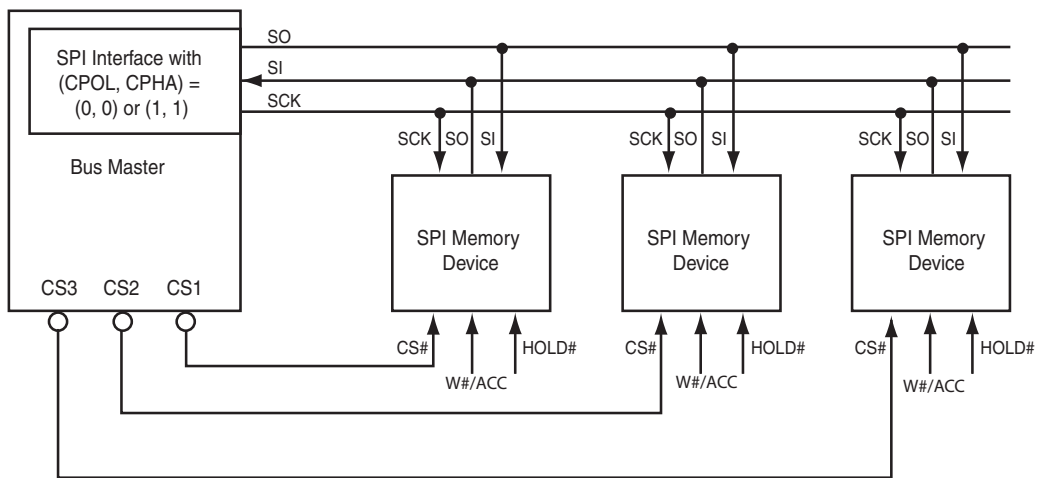 SO
SPI Interface with
(CPOL, CPHA) =
(0, 0) or (1, 1)
SI
SCK
Bus Master
SCK SO SI
SCK SO SI
SCK SO SI
SPI Memory
Device
SPI Memory
Device
SPI Memory
Device
CS3 CS2 CS1
CS# HOLD#
W#/ACC
CS# HOLD#
W#/ACC
CS# HOLD#
W#/ACC